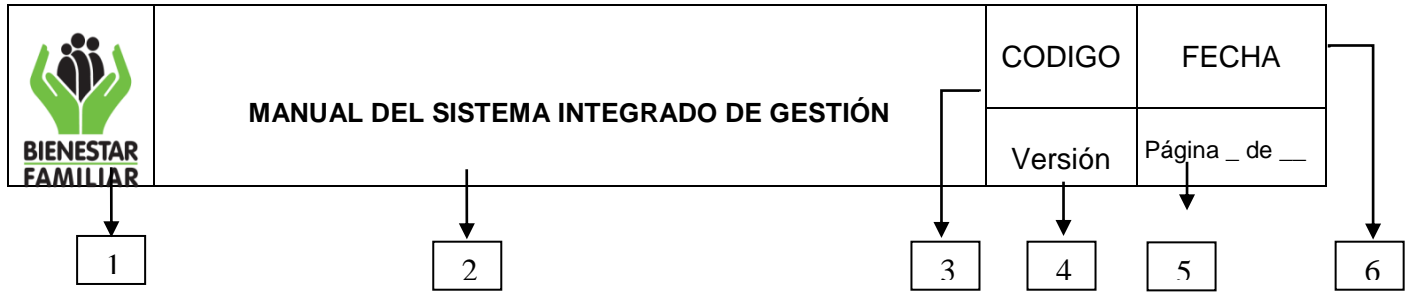 BIENESTAR
FAMILIAR
MANUAL DEL SISTEMA INTEGRADO DE GESTIÓN
CODIGO
FECHA
Versión
Página _ de __
1
2
3
4
5
6